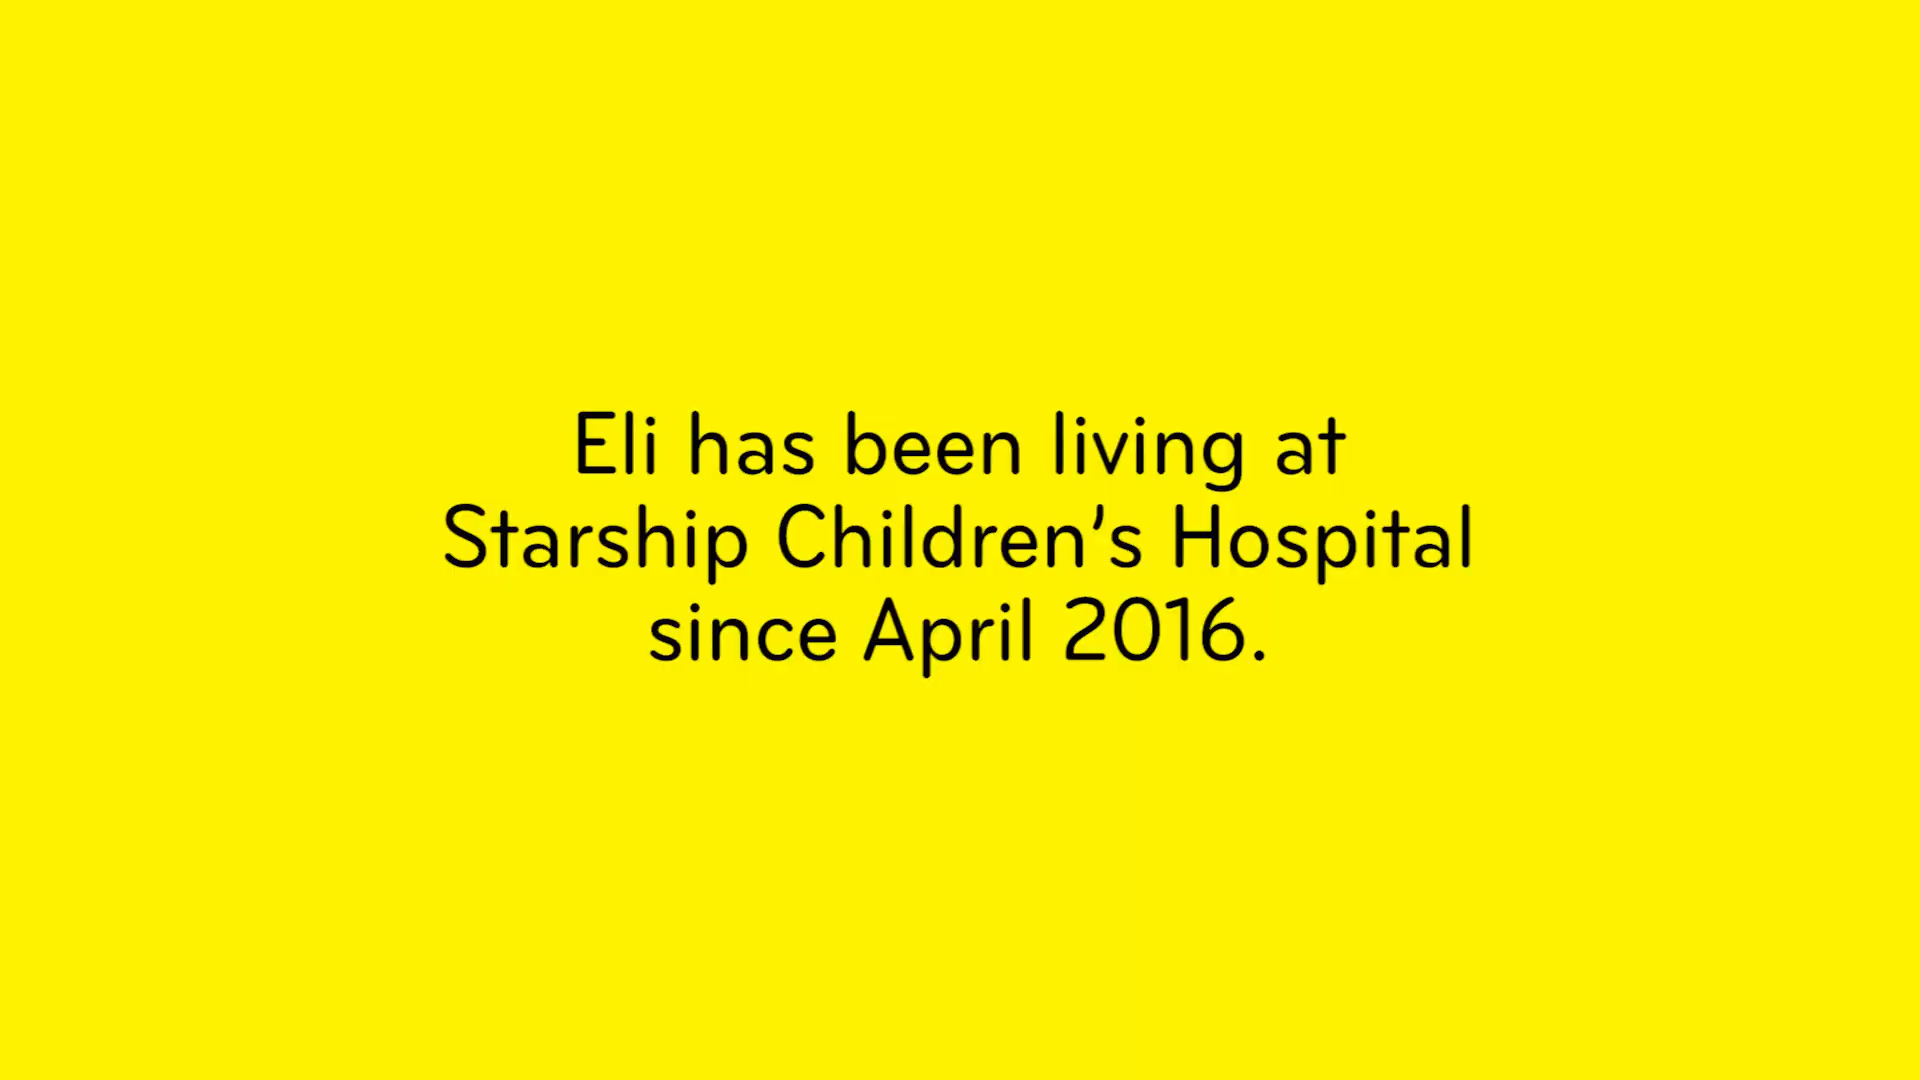 Eli has been living at
Starship Children’s Hospital
since April 2016.